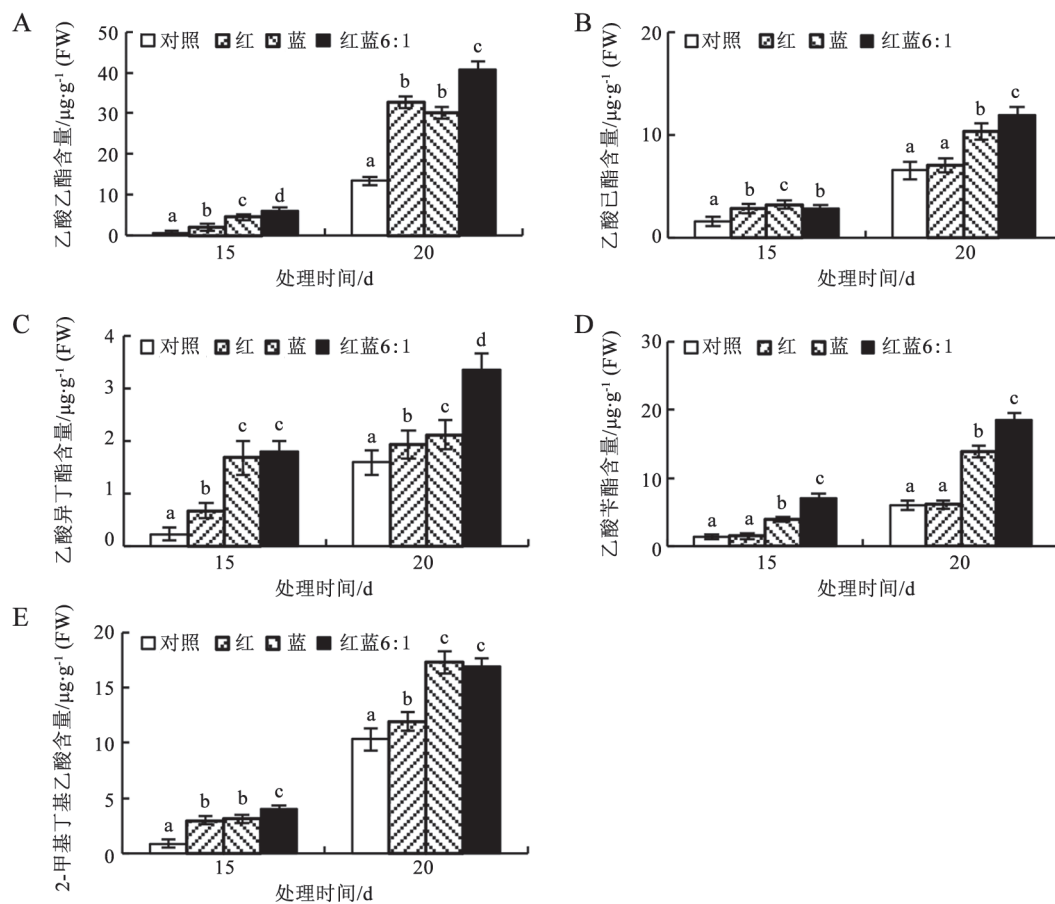 A
乙酸乙酯含量/μg·g⁻¹ (FW)
50
40
30
20
10
0
对照 红 蓝 红蓝6:1
a b c d
a b b c
15 20
处理时间/d
B
乙酸己酯含量/μg·g⁻¹ (FW)
20
10
0
对照 红 蓝 红蓝6:1
a b c b
a a b c
15 20
处理时间/d
C
乙酸异丁酯含量/μg·g⁻¹ (FW)
4
3
2
1
0
对照 红 蓝 红蓝6:1
a b c c
a b c d
15 20
处理时间/d
D
乙酸苄酯含量/μg·g⁻¹ (FW)
30
20
10
0
对照 红 蓝 红蓝6:1
a a b c
a a b c
15 20
处理时间/d
E
2-甲基丁基乙酸含量/μg·g⁻¹ (FW)
20
15
10
5
0
对照 红 蓝 红蓝6:1
a b b c
a b c c
15 20
处理时间/d